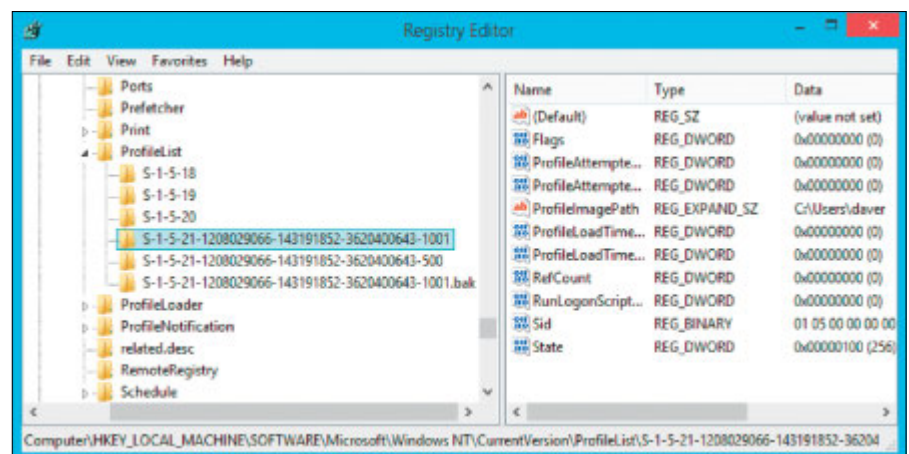 Registry Editor
File Edit View Favorites Help
Ports
Prefetcher
Print
ProfileList
S-1-5-18
S-1-5-19
S-1-5-20
S-1-5-21-1208029066-143191852-3620400643-1001
S-1-5-21-1208029066-143191852-3620400643-500
S-1-5-21-1208029066-143191852-3620400643-1001.bak
ProfileLoader
ProfileNotification
related.desc
RemoteRegistry
Schedule
Name Type Data
(Default) REG_SZ (value not set)
Flags REG_DWORD 0x00000000 (0)
ProfileAttempte... REG_DWORD 0x00000000 (0)
ProfileAttempte... REG_DWORD 0x00000000 (0)
ProfileImagePath REG_EXPAND_SZ C:\Users\daver
ProfileLoadTime... REG_DWORD 0x00000000 (0)
ProfileLoadTime... REG_DWORD 0x00000000 (0)
RefCount REG_DWORD 0x00000000 (0)
RunLogonScript... REG_DWORD 0x00000000 (0)
Sid REG_BINARY 01 05 00 00 00 00
State REG_DWORD 0x00000100 (256)
Computer\HKEY_LOCAL_MACHINE\SOFTWARE\Microsoft\Windows NT\CurrentVersion\ProfileList\S-1-5-21-1208029066-143191852-36204